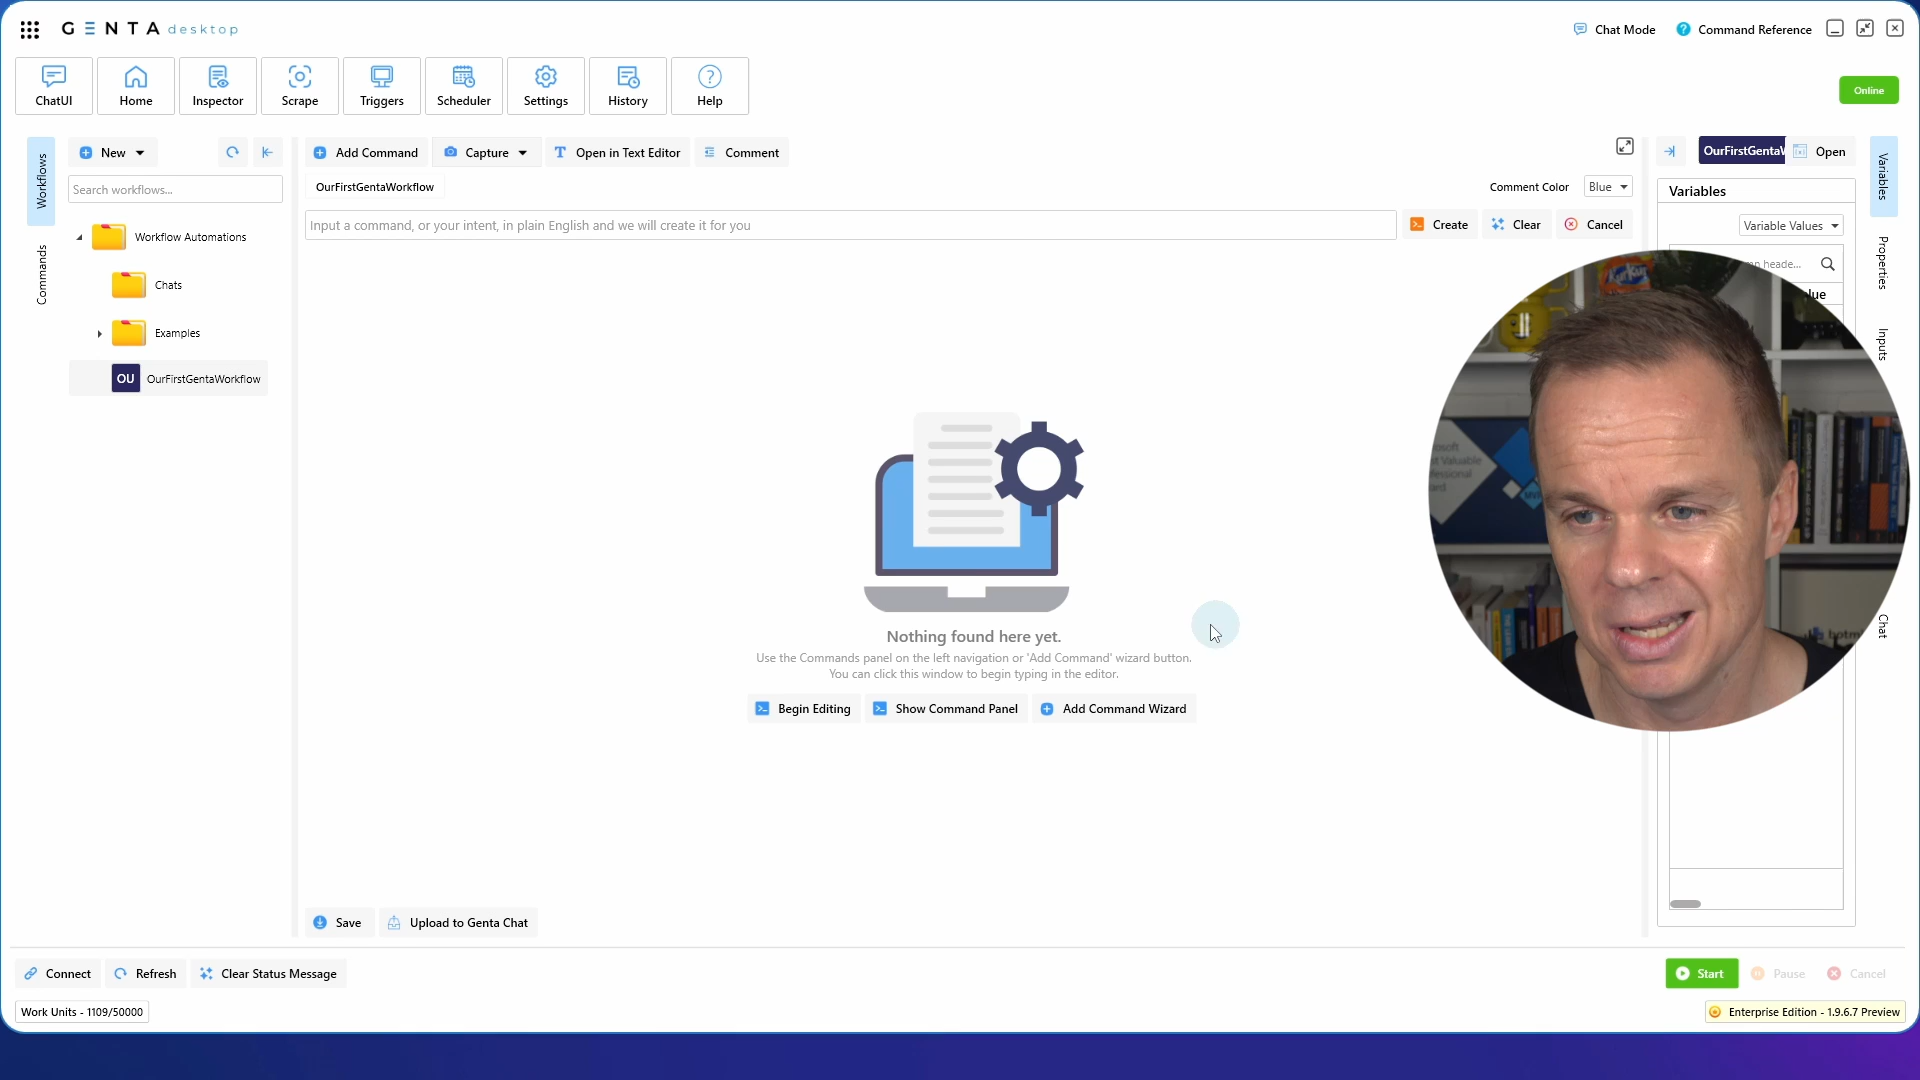 GENTA desktop
Chat Mode
Command Reference
ChatUI
Home
Inspector
Scrape
Triggers
Scheduler
Settings
History
Help
Online
Workflows
Commands
New
Search workflows...
Workflow Automations
Chats
Examples
OU OurFirstGentaWorkflow
Add Command
Capture
Open in Text Editor
Comment
OurFirstGentaWorkflow
Comment Color
Blue
Input a command, or your intent, in plain English and we will create it for you
Create
Clear
Cancel
Nothing found here yet.
Use the Commands panel on the left navigation or 'Add Command' wizard button.
You can click this window to begin typing in the editor.
Begin Editing
Show Command Panel
Add Command Wizard
Save
Upload to Genta Chat
OurFirstGentaW
Open
Variables
Variable Values
Variables
Properties
Inputs
Chat
Connect
Refresh
Clear Status Message
Start
Pause
Cancel
Work Units - 1109/50000
Enterprise Edition - 1.9.6.7 Preview